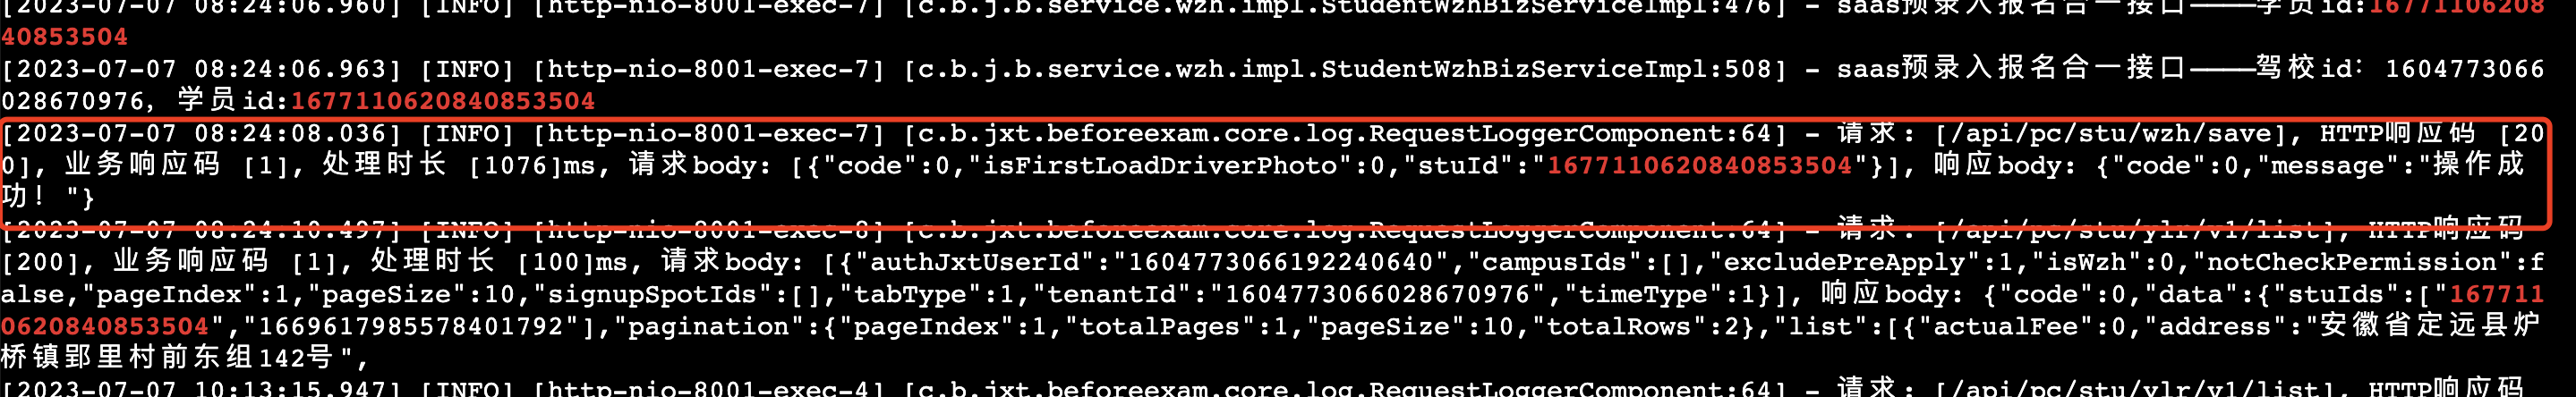 [2023-07-07 08:24:06.960] [INFO] [http-nio-8001-exec-7] [c.b.j.b.service.wzh.impl.StudentWzhBizServiceImpl:476] - saas预录入报名合一接口————学员id:16771106208
40853504
[2023-07-07 08:24:06.963] [INFO] [http-nio-8001-exec-7] [c.b.j.b.service.wzh.impl.StudentWzhBizServiceImpl:508] - saas预录入报名合一接口————驾校id: 1604773066
028670976, 学员id:1677110620840853504
[2023-07-07 08:24:08.036] [INFO] [http-nio-8001-exec-7] [c.b.jxt.beforeexam.core.log.RequestLoggerComponent:64] - 请求: [/api/pc/stu/wzh/save], HTTP响应码 [20
0], 业务响应码 [1], 处理时长 [1076]ms, 请求body: [{"code":0,"isFirstLoadDriverPhoto":0,"stuId":"1677110620840853504"}], 响应body: {"code":0,"message":"操作成
功! "}
[2023-07-07 08:24:10.497] [INFO] [http-nio-8001-exec-8] [c.b.jxt.beforeexam.core.log.RequestLoggerComponent:64] - 请求: [/api/pc/stu/ylr/v1/list], HTTP响应码
[200], 业务响应码 [1], 处理时长 [100]ms, 请求body: [{"authJxtUserId":"1604773066192240640","campusIds":[],"excludePreApply":1,"isWzh":0,"notCheckPermission":f
alse,"pageIndex":1,"pageSize":10,"signupSpotIds":[],"tabType":1,"tenantId":"1604773066028670976","timeType":1}], 响应body: {"code":0,"data":{"stuIds":["167711
0620840853504","1669617985578401792"],"pagination":{"pageIndex":1,"totalPages":1,"pageSize":10,"totalRows":2},"list":[{"actualFee":0,"address":"安徽省定远县炉
桥镇郢里村前东组142号",
[2023-07-07 10:13:15.947] [INFO] [http-nio-8001-exec-4] [c.b.jxt.beforeexam.core.log.RequestLoggerComponent:64] - 请求: [/api/pc/stu/ylr/v1/list], HTTP响应码